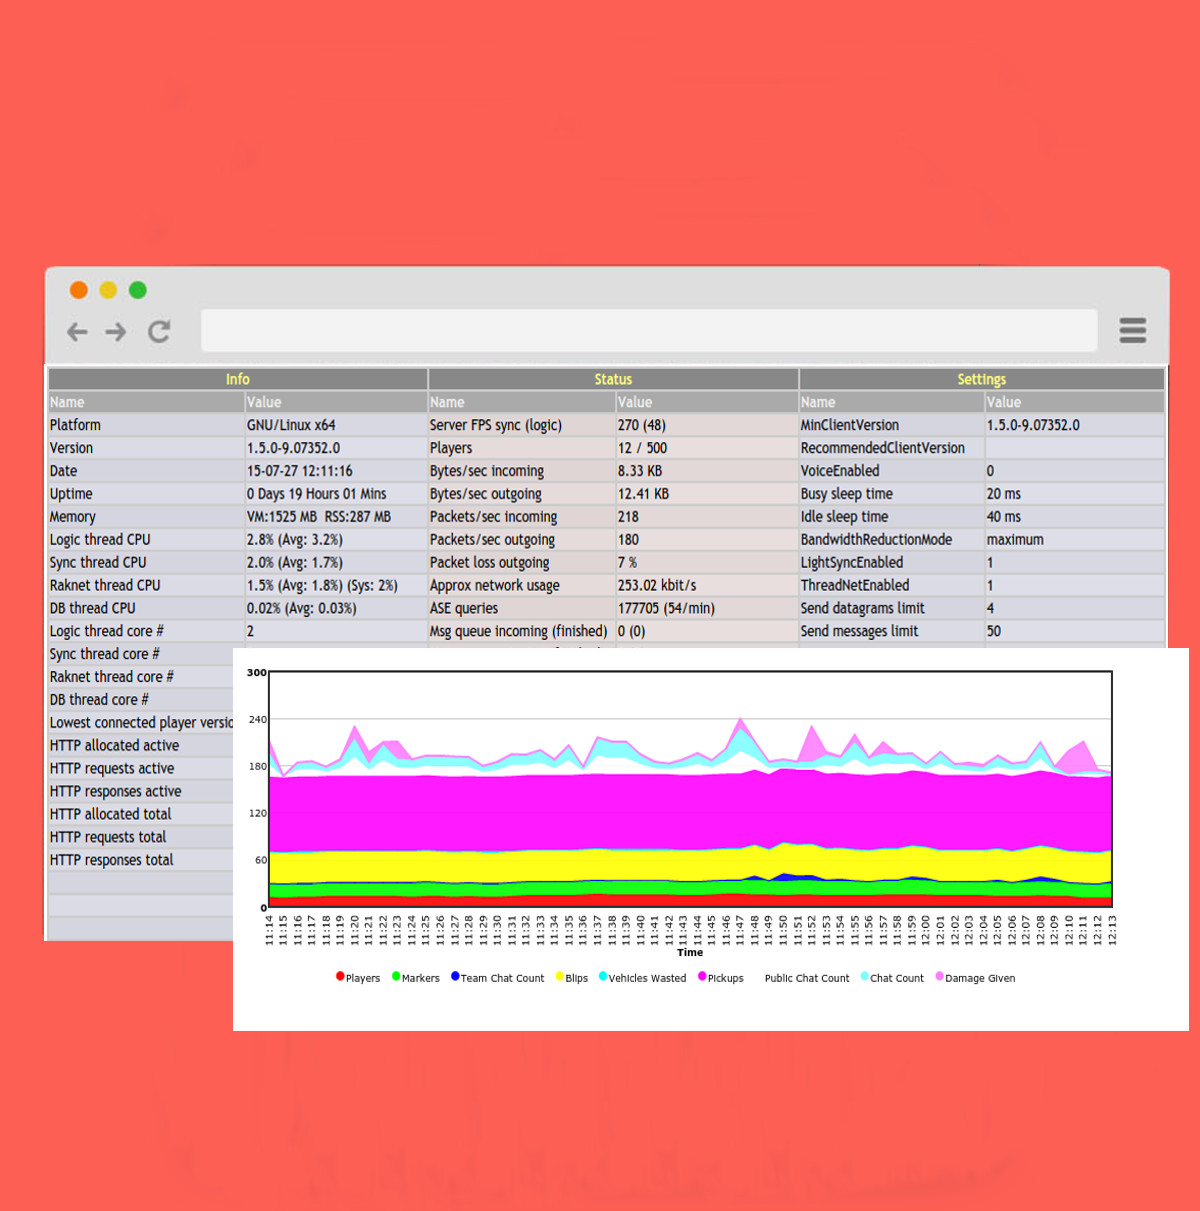 Info Status Settings
Name Value Name Value Name Value
Platform GNU/Linux x64 Server FPS sync (logic) 270 (48) MinClientVersion 1.5.0-9.07352.0
Version 1.5.0-9.07352.0 Players 12 / 500 RecommendedClientVersion
Date 15-07-27 12:11:16 Bytes/sec incoming 8.33 KB VoiceEnabled 0
Uptime 0 Days 19 Hours 01 Mins Bytes/sec outgoing 12.41 KB Busy sleep time 20 ms
Memory VM:1525 MB RSS:287 MB Packets/sec incoming 218 Idle sleep time 40 ms
Logic thread CPU 2.8% (Avg: 3.2%) Packets/sec outgoing 180 BandwidthReductionMode maximum
Sync thread CPU 2.0% (Avg: 1.7%) Packet loss outgoing 7 % LightSyncEnabled 1
Raknet thread CPU 1.5% (Avg: 1.8%) (Sys: 2%) Approx network usage 253.02 kbit/s ThreadNetEnabled 1
DB thread CPU 0.02% (Avg: 0.03%) ASE queries 177705 (54/min) Send datagrams limit 4
Logic thread core # 2 Msg queue incoming (finished) 0 (0) Send messages limit 50
Sync thread core #
Raknet thread core #
DB thread core #
Lowest connected player versio
HTTP allocated active
HTTP requests active
HTTP responses active
HTTP allocated total
HTTP requests total
HTTP responses total
300
240
180
120
60
0
11:14 11:15 11:16 11:17 11:18 11:19 11:20 11:21 11:22 11:23 11:24 11:25 11:26 11:27 11:28 11:29 11:30 11:31 11:32 11:33 11:34 11:35 11:36 11:37 11:38 11:39 11:40 11:41 11:42 11:43 11:44 11:45 11:46 11:47 11:48 11:49 11:50 11:51 11:52 11:53 11:54 11:55 11:56 11:57 11:58 11:59 12:00 12:01 12:02 12:03 12:04 12:05 12:06 12:07 12:08 12:09 12:10 12:11 12:12 12:13
Time
Players Markers Team Chat Count Blips Vehicles Wasted Pickups Public Chat Count Chat Count Damage Given